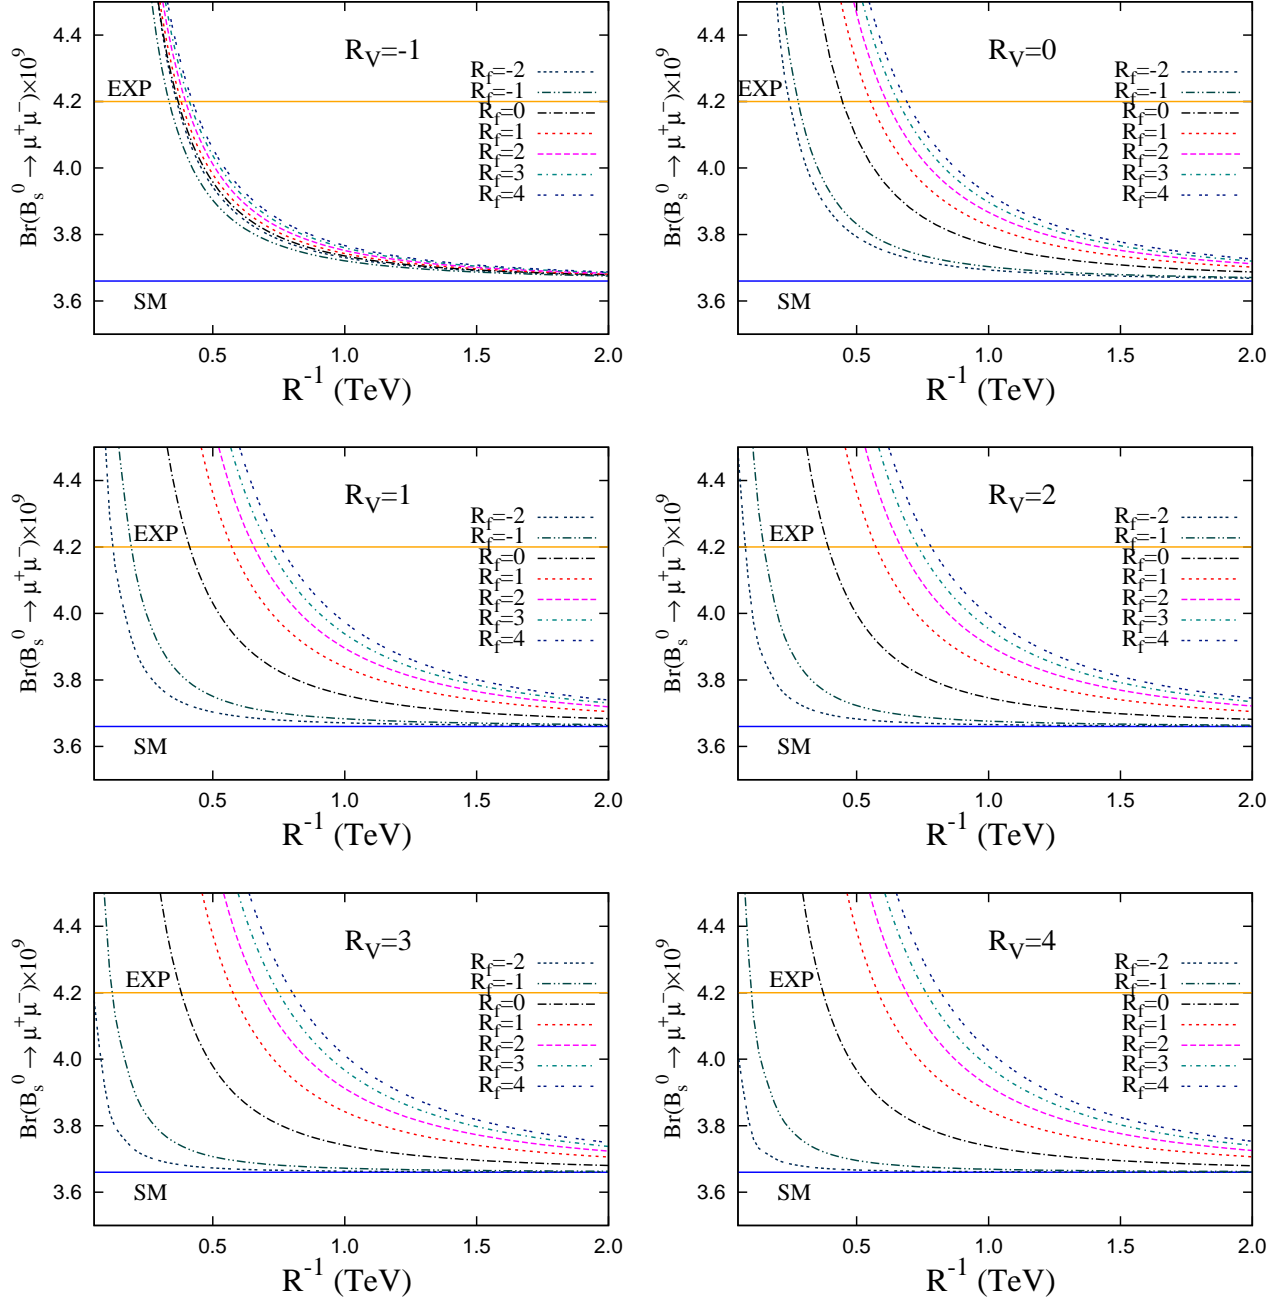 Br(B_s^0 → μ^+μ^-)×10^9
4.4
4.2
4.0
3.8
3.6
R_V=-1
EXP
SM
R_f=-2
R_f=-1
R_f=0
R_f=1
R_f=2
R_f=3
R_f=4
0.5 1.0 1.5 2.0
R^-1 (TeV)
Br(B_s^0 → μ^+μ^-)×10^9
4.4
4.2
4.0
3.8
3.6
R_V=0
EXP
SM
R_f=-2
R_f=-1
R_f=0
R_f=1
R_f=2
R_f=3
R_f=4
0.5 1.0 1.5 2.0
R^-1 (TeV)
Br(B_s^0 → μ^+μ^-)×10^9
4.4
4.2
4.0
3.8
3.6
R_V=1
EXP
SM
R_f=-2
R_f=-1
R_f=0
R_f=1
R_f=2
R_f=3
R_f=4
0.5 1.0 1.5 2.0
R^-1 (TeV)
Br(B_s^0 → μ^+μ^-)×10^9
4.4
4.2
4.0
3.8
3.6
R_V=2
EXP
SM
R_f=-2
R_f=-1
R_f=0
R_f=1
R_f=2
R_f=3
R_f=4
0.5 1.0 1.5 2.0
R^-1 (TeV)
Br(B_s^0 → μ^+μ^-)×10^9
4.4
4.2
4.0
3.8
3.6
R_V=3
EXP
SM
R_f=-2
R_f=-1
R_f=0
R_f=1
R_f=2
R_f=3
R_f=4
0.5 1.0 1.5 2.0
R^-1 (TeV)
Br(B_s^0 → μ^+μ^-)×10^9
4.4
4.2
4.0
3.8
3.6
R_V=4
EXP
SM
R_f=-2
R_f=-1
R_f=0
R_f=1
R_f=2
R_f=3
R_f=4
0.5 1.0 1.5 2.0
R^-1 (TeV)